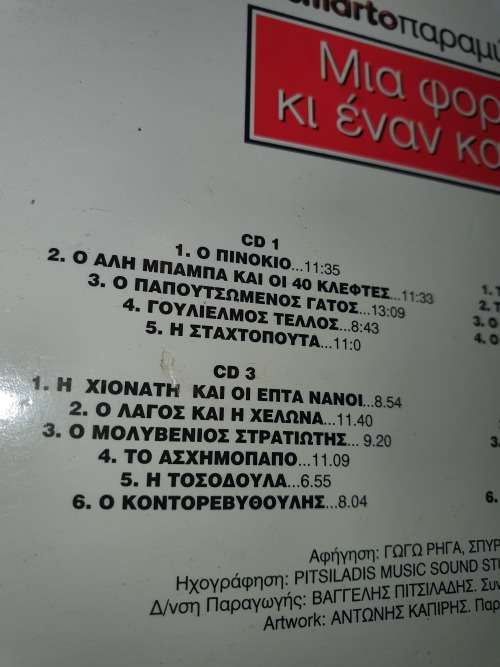 Μια φορ
κι έναν κα
CD 1
1. Ο ΠΙΝΟΚΙΟ...11:35
2. Ο ΑΛΗ ΜΠΑΜΠΑ ΚΑΙ ΟΙ 40 ΚΛΕΦΤΕΣ...11:33
3. Ο ΠΑΠΟΥΤΣΩΜΕΝΟΣ ΓΑΤΟΣ...13:09
4. ΓΟΥΛΙΕΛΜΟΣ ΤΕΛΛΟΣ...8:43
5. Η ΣΤΑΧΤΟΠΟΥΤΑ...11:0
CD 3
1. Η ΧΙΟΝΑΤΗ ΚΑΙ ΟΙ ΕΠΤΑ ΝΑΝΟΙ...8.54
2. Ο ΛΑΓΟΣ ΚΑΙ Η ΧΕΛΩΝΑ...11.40
3. Ο ΜΟΛΥΒΕΝΙΟΣ ΣΤΡΑΤΙΩΤΗΣ... 9.20
4. ΤΟ ΑΣΧΗΜΟΠΑΠΟ...11.09
5. Η ΤΟΣΟΔΟΥΛΑ...6.55
6. Ο ΚΟΝΤΟΡΕΒΥΘΟΥΛΗΣ...8.04
Αφήγηση: ΓΩΓΩ ΡΗΓΑ, ΣΠΥΡ
Ηχογράφηση: PITSILADIS MUSIC SOUND STU
Δ/νση Παραγωγής: ΒΑΓΓΕΛΗΣ ΠΙΤΣΙΛΑΔΗΣ. Συν
Artwork: ΑΝΤΩΝΗΣ ΚΑΠΙΡΗΣ. Παρ